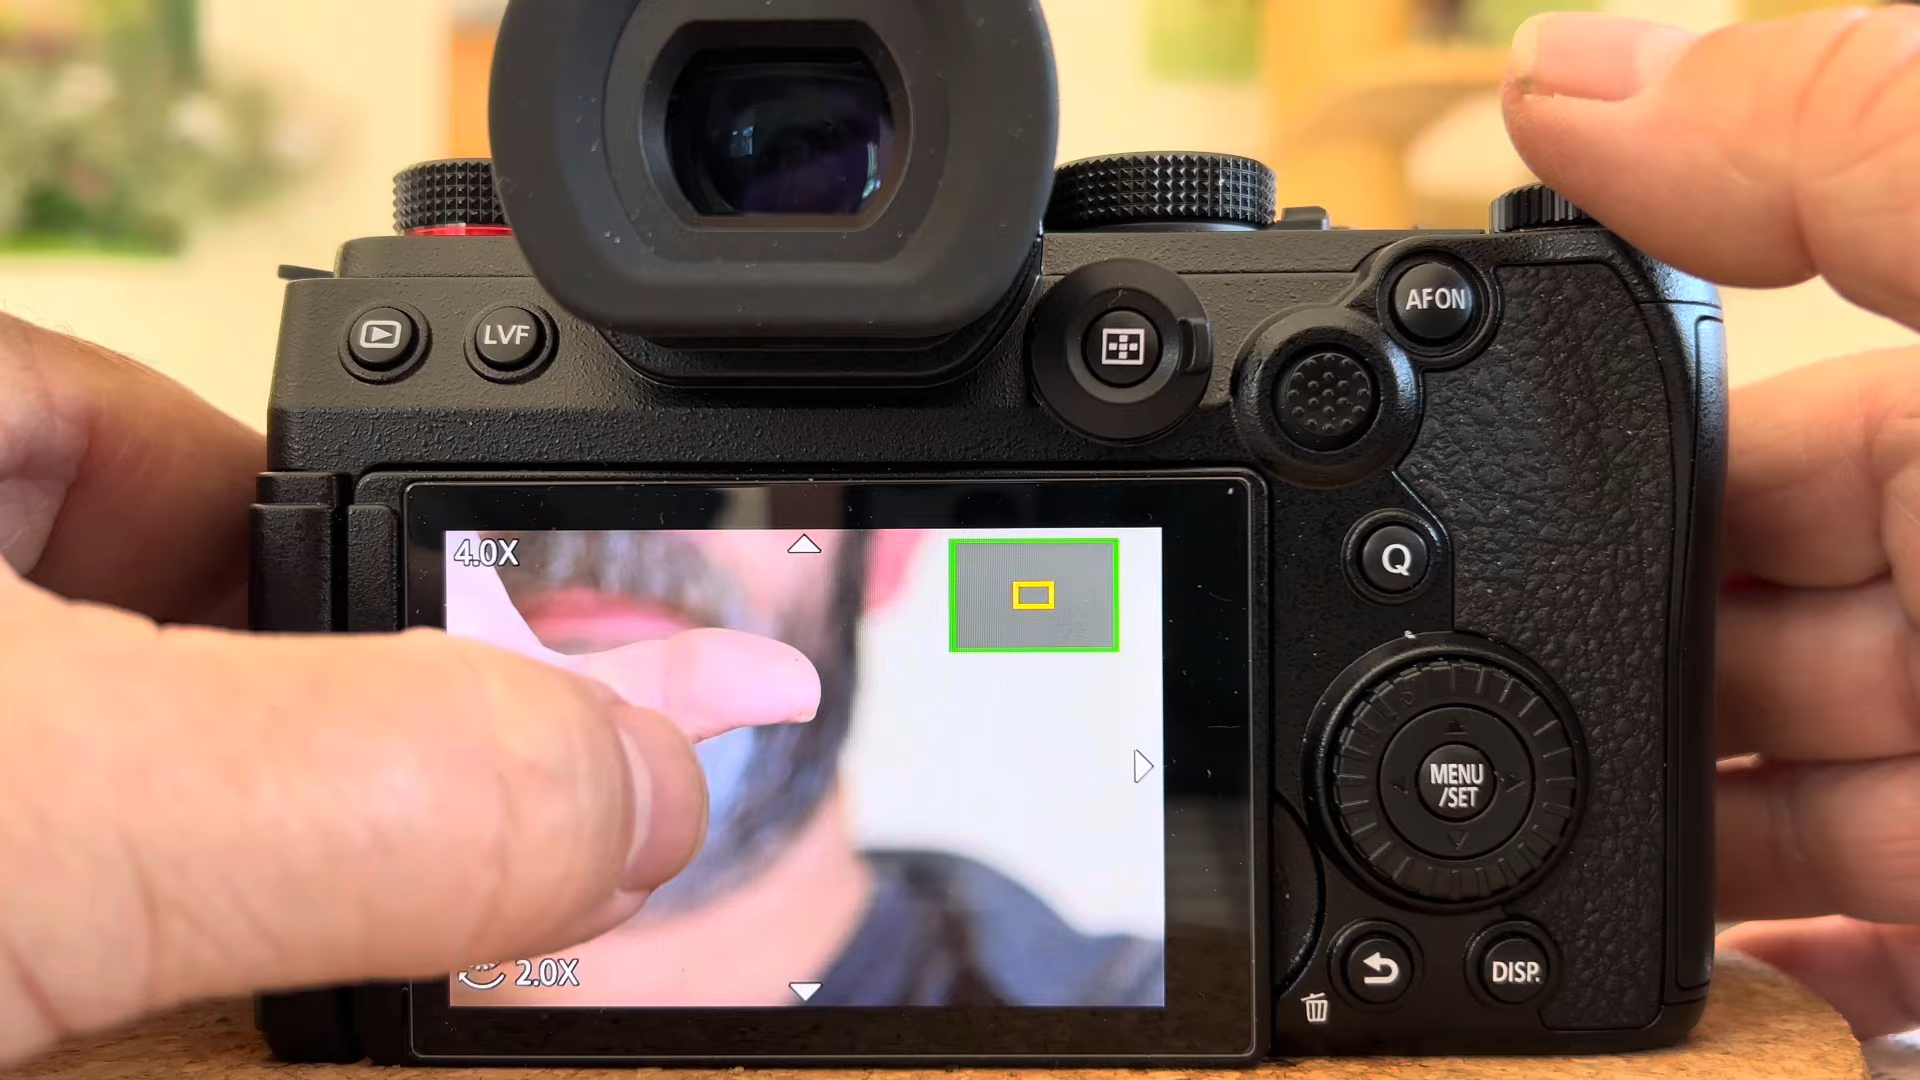 LVF
AFON
4.0X
Q
MENU
/SET
2.0X
DISP.